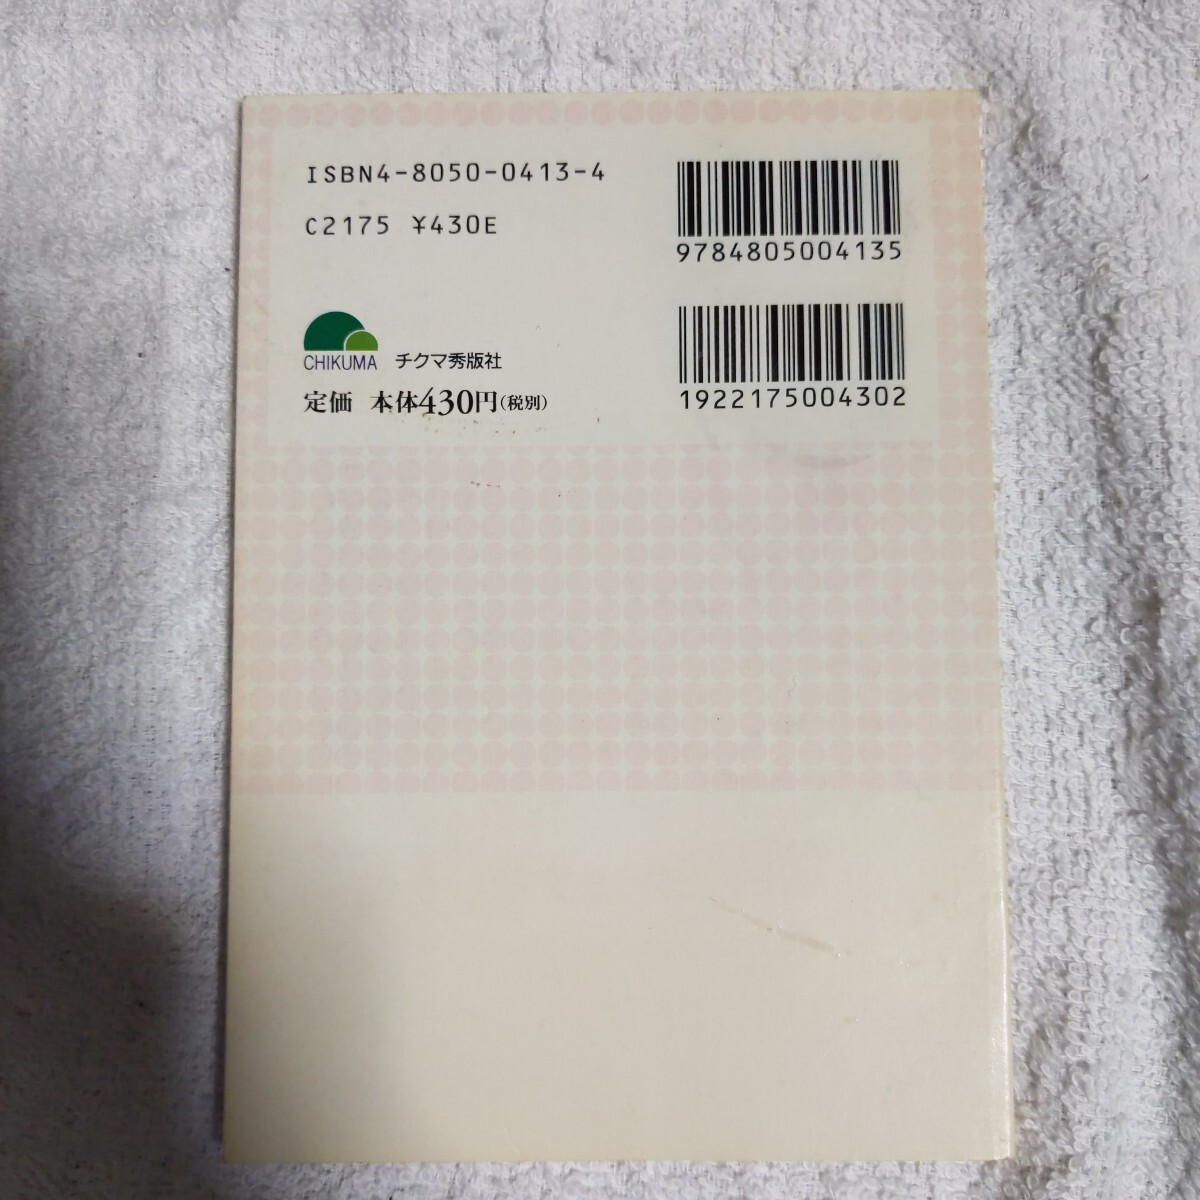 ISBN4-8050-0413-4
C2175 ¥430E
9784805004135
CHIKUMA チクマ秀版社
定価 本体430円(税別)
1922175004302